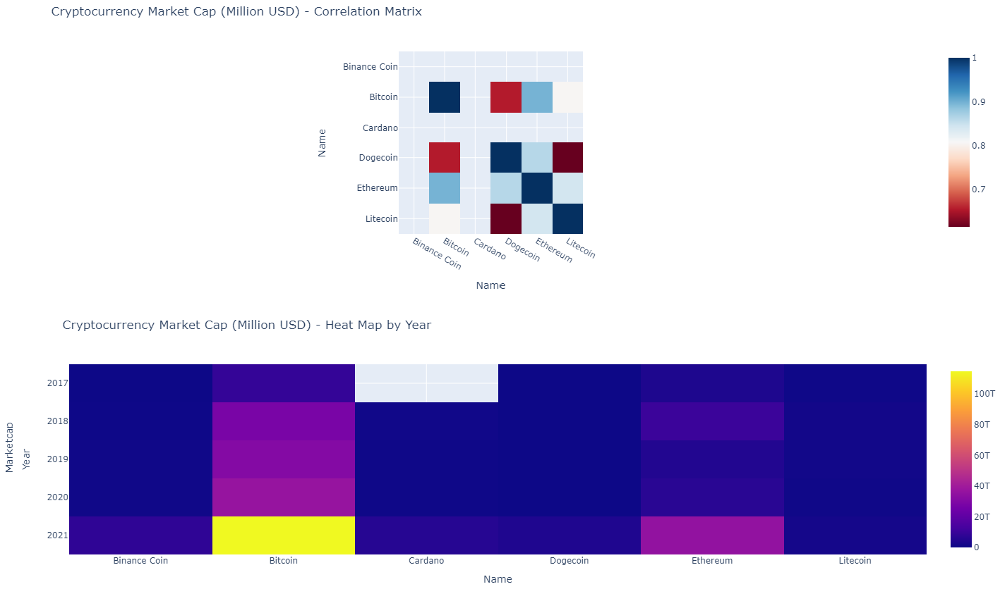 Cryptocurrency Market Cap (Million USD) - Correlation Matrix
Name
Binance Coin
Bitcoin
Cardano
Dogecoin
Ethereum
Litecoin
Binance Coin
Bitcoin
Cardano
Dogecoin
Ethereum
Litecoin
Name
1
0.9
0.8
0.7
Cryptocurrency Market Cap (Million USD) - Heat Map by Year
Marketcap
Year
2017
2018
2019
2020
2021
Binance Coin
Bitcoin
Cardano
Dogecoin
Ethereum
Litecoin
Name
100T
80T
60T
40T
20T
0